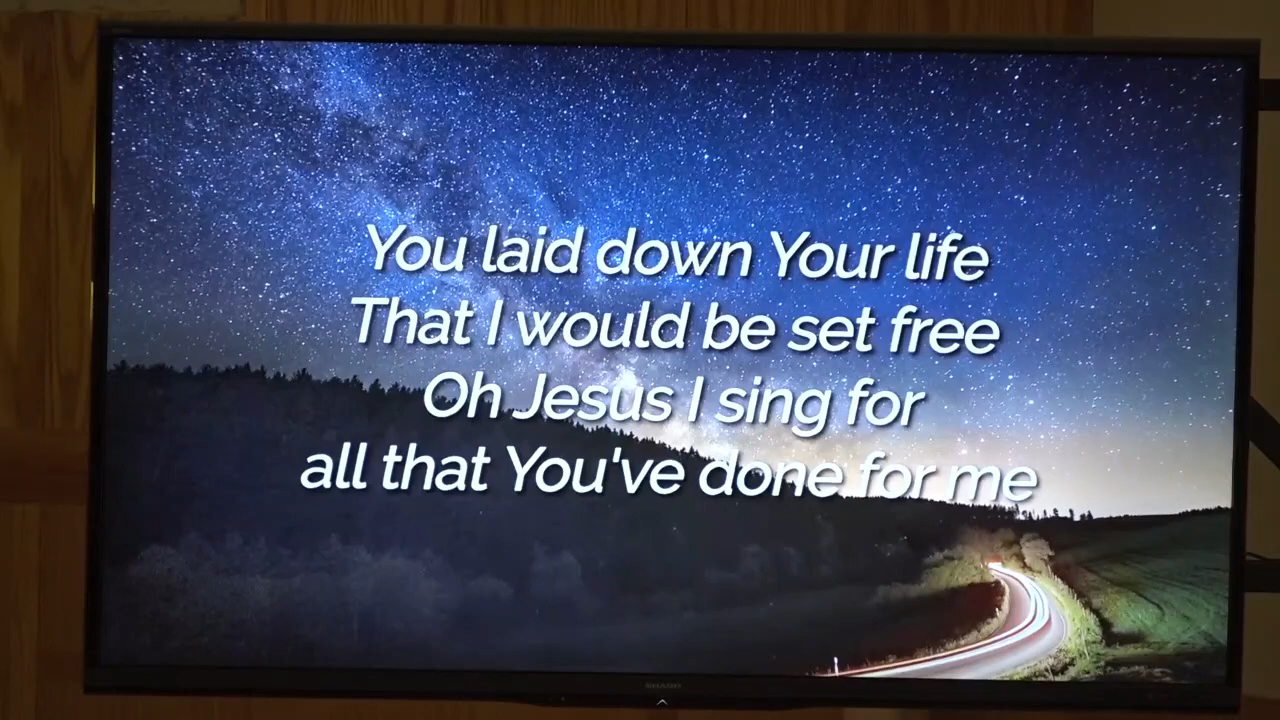 You laid down Your life
That I would be set free
Oh Jesus I sing for
all that You've done for me
SHARP